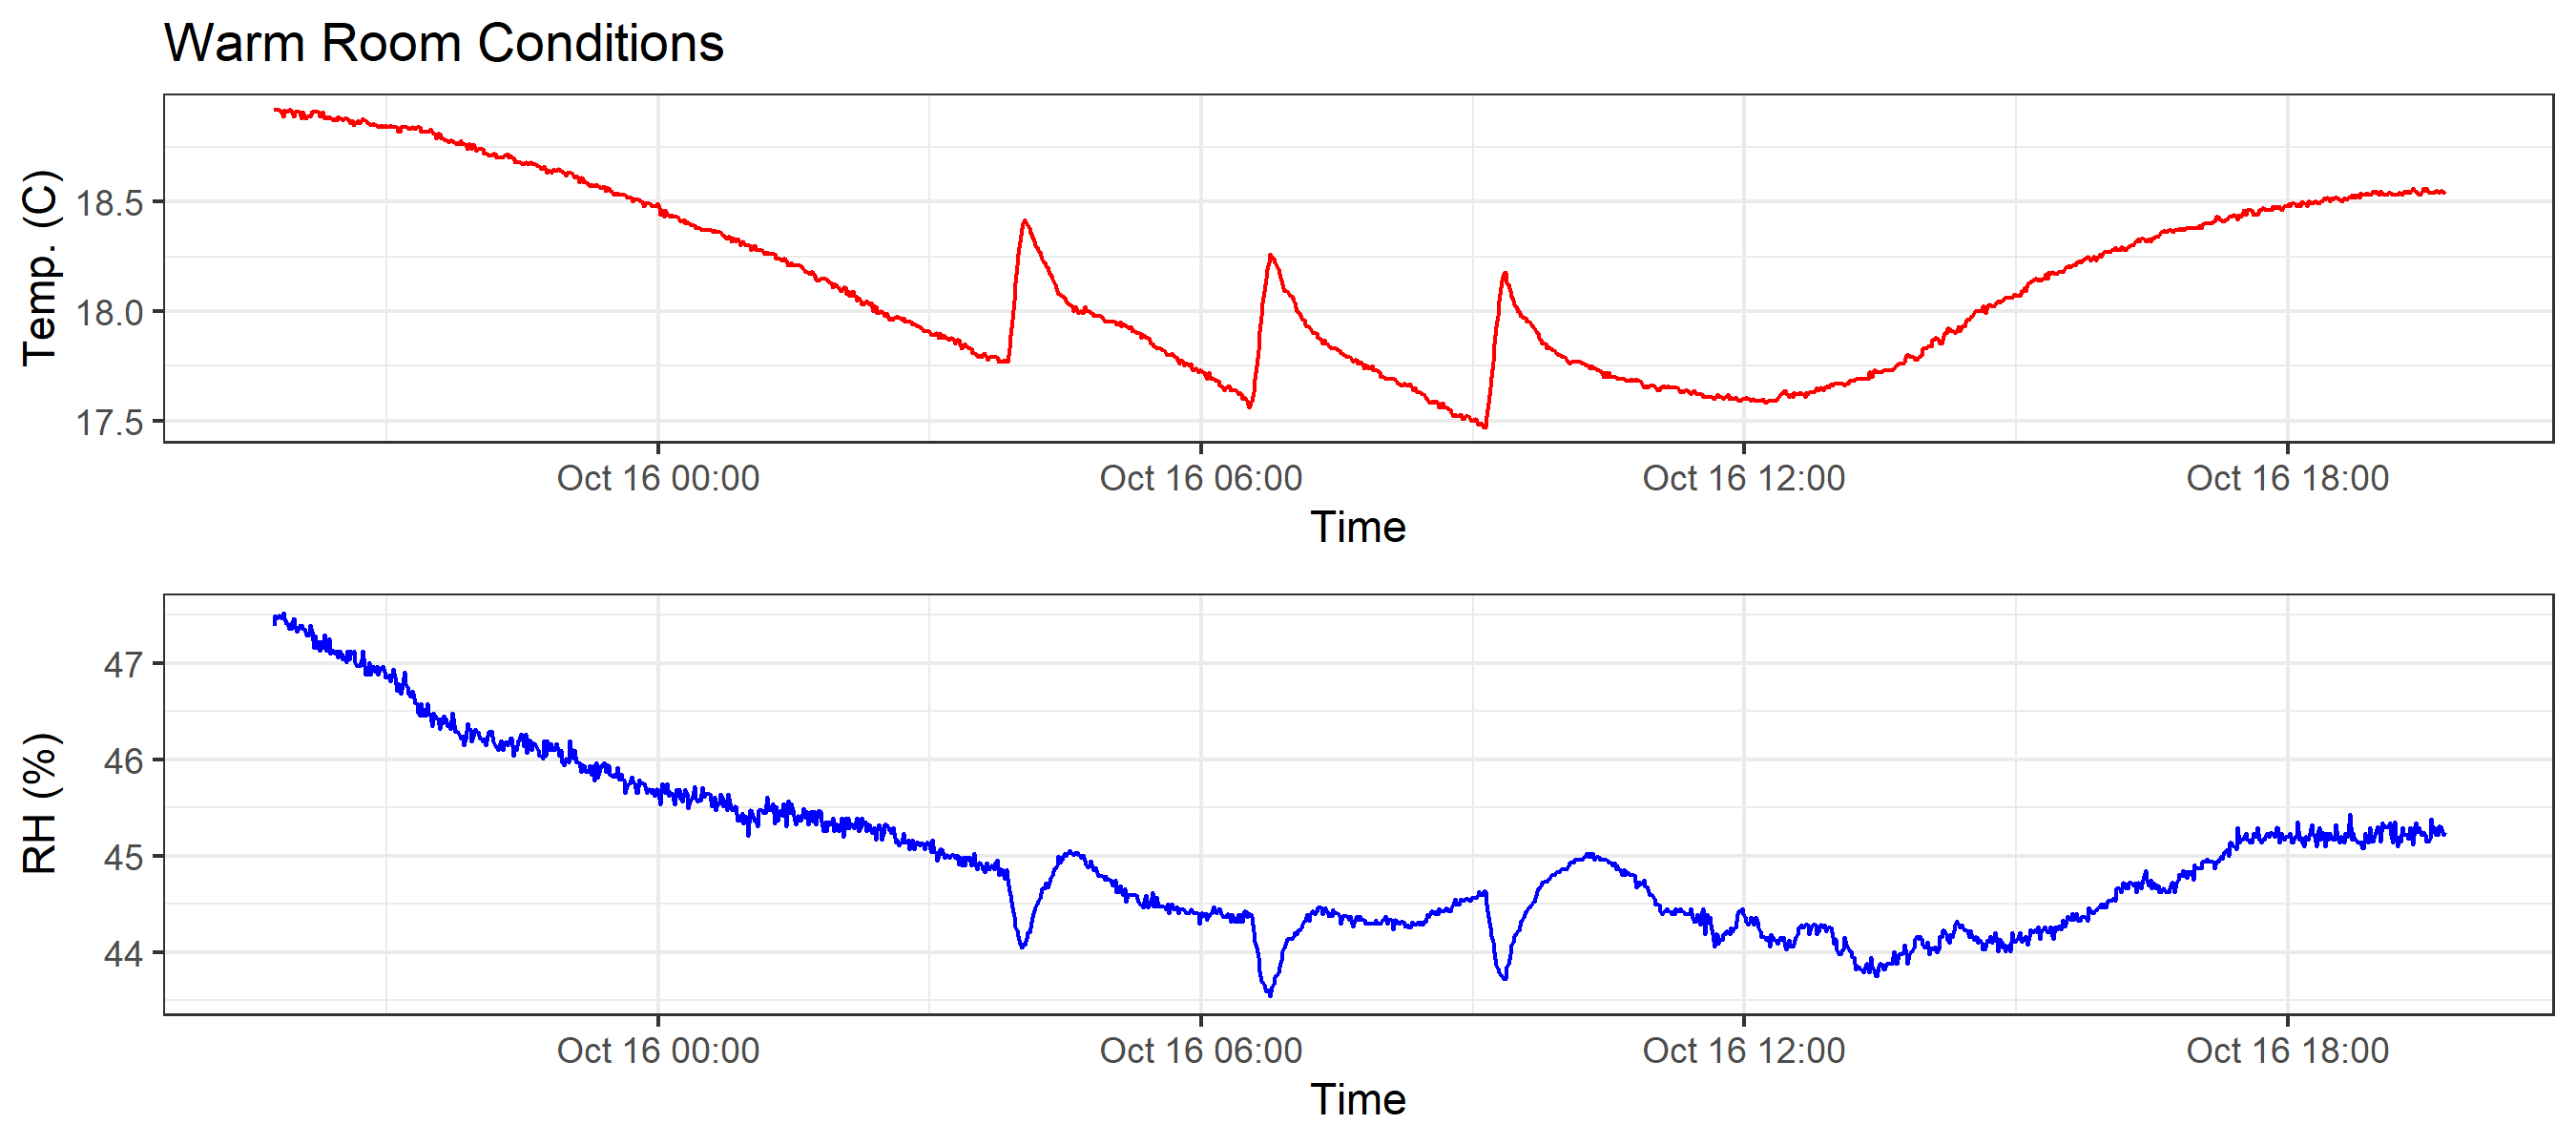 Warm Room Conditions
Temp. (C)
18.5
18.0
17.5
Oct 16 00:00 Oct 16 06:00 Oct 16 12:00 Oct 16 18:00
Time
RH (%)
47
46
45
44
Oct 16 00:00 Oct 16 06:00 Oct 16 12:00 Oct 16 18:00
Time